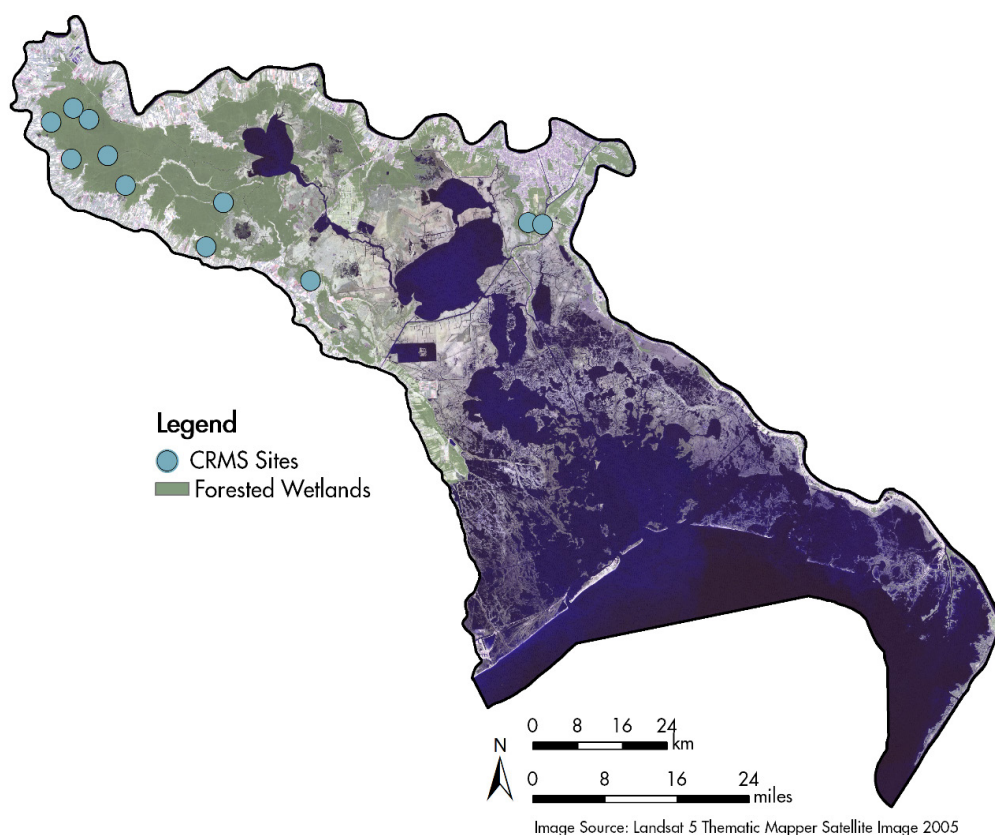 Legend
CRMS Sites
Forested Wetlands
N
0 8 16 24
km
0 8 16 24
miles
Image Source: Landsat 5 Thematic Mapper Satellite Image 2005